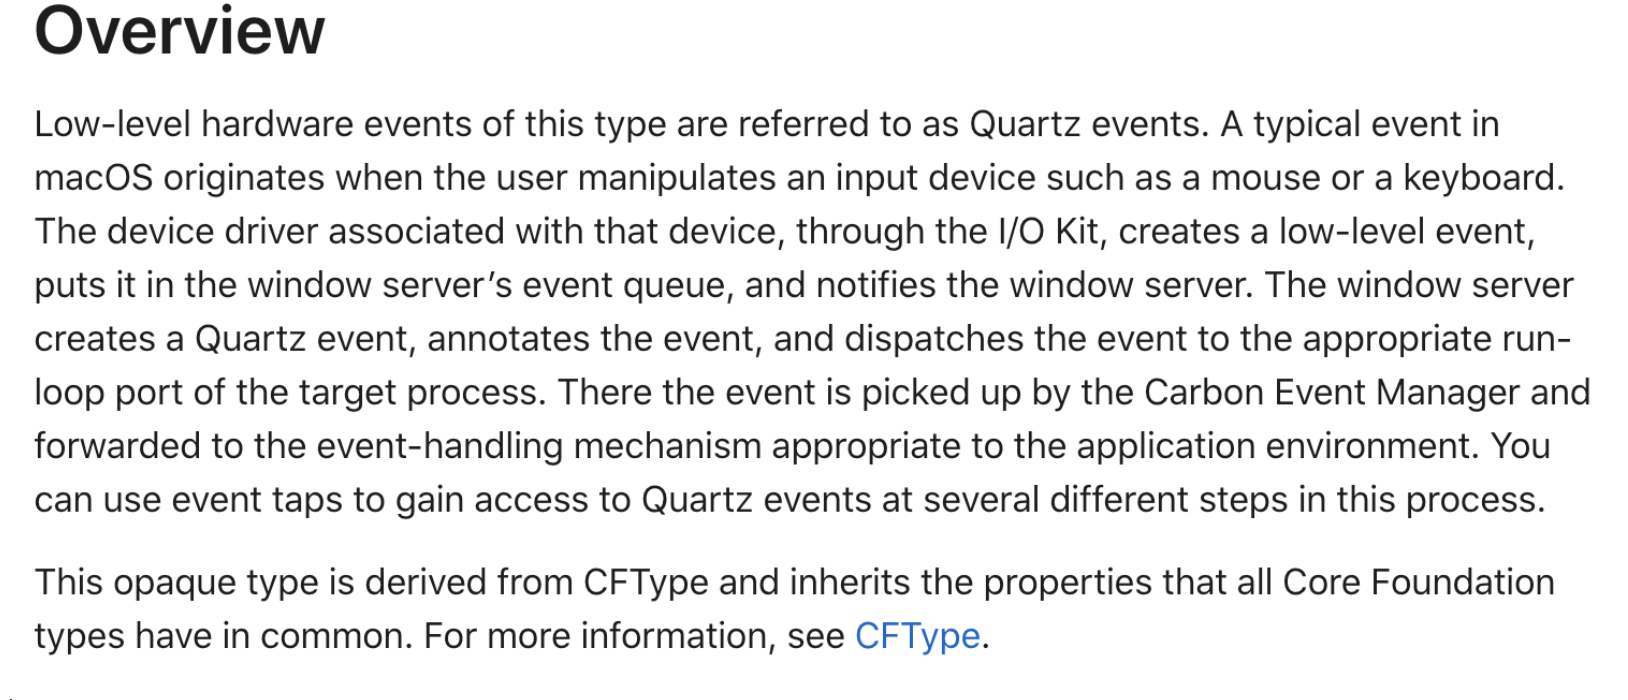 Overview
Low-level hardware events of this type are referred to as Quartz events. A typical event in
macOS originates when the user manipulates an input device such as a mouse or a keyboard.
The device driver associated with that device, through the I/O Kit, creates a low-level event,
puts it in the window server’s event queue, and notifies the window server. The window server
creates a Quartz event, annotates the event, and dispatches the event to the appropriate run-
loop port of the target process. There the event is picked up by the Carbon Event Manager and
forwarded to the event-handling mechanism appropriate to the application environment. You
can use event taps to gain access to Quartz events at several different steps in this process.
This opaque type is derived from CFType and inherits the properties that all Core Foundation
types have in common. For more information, see CFType.